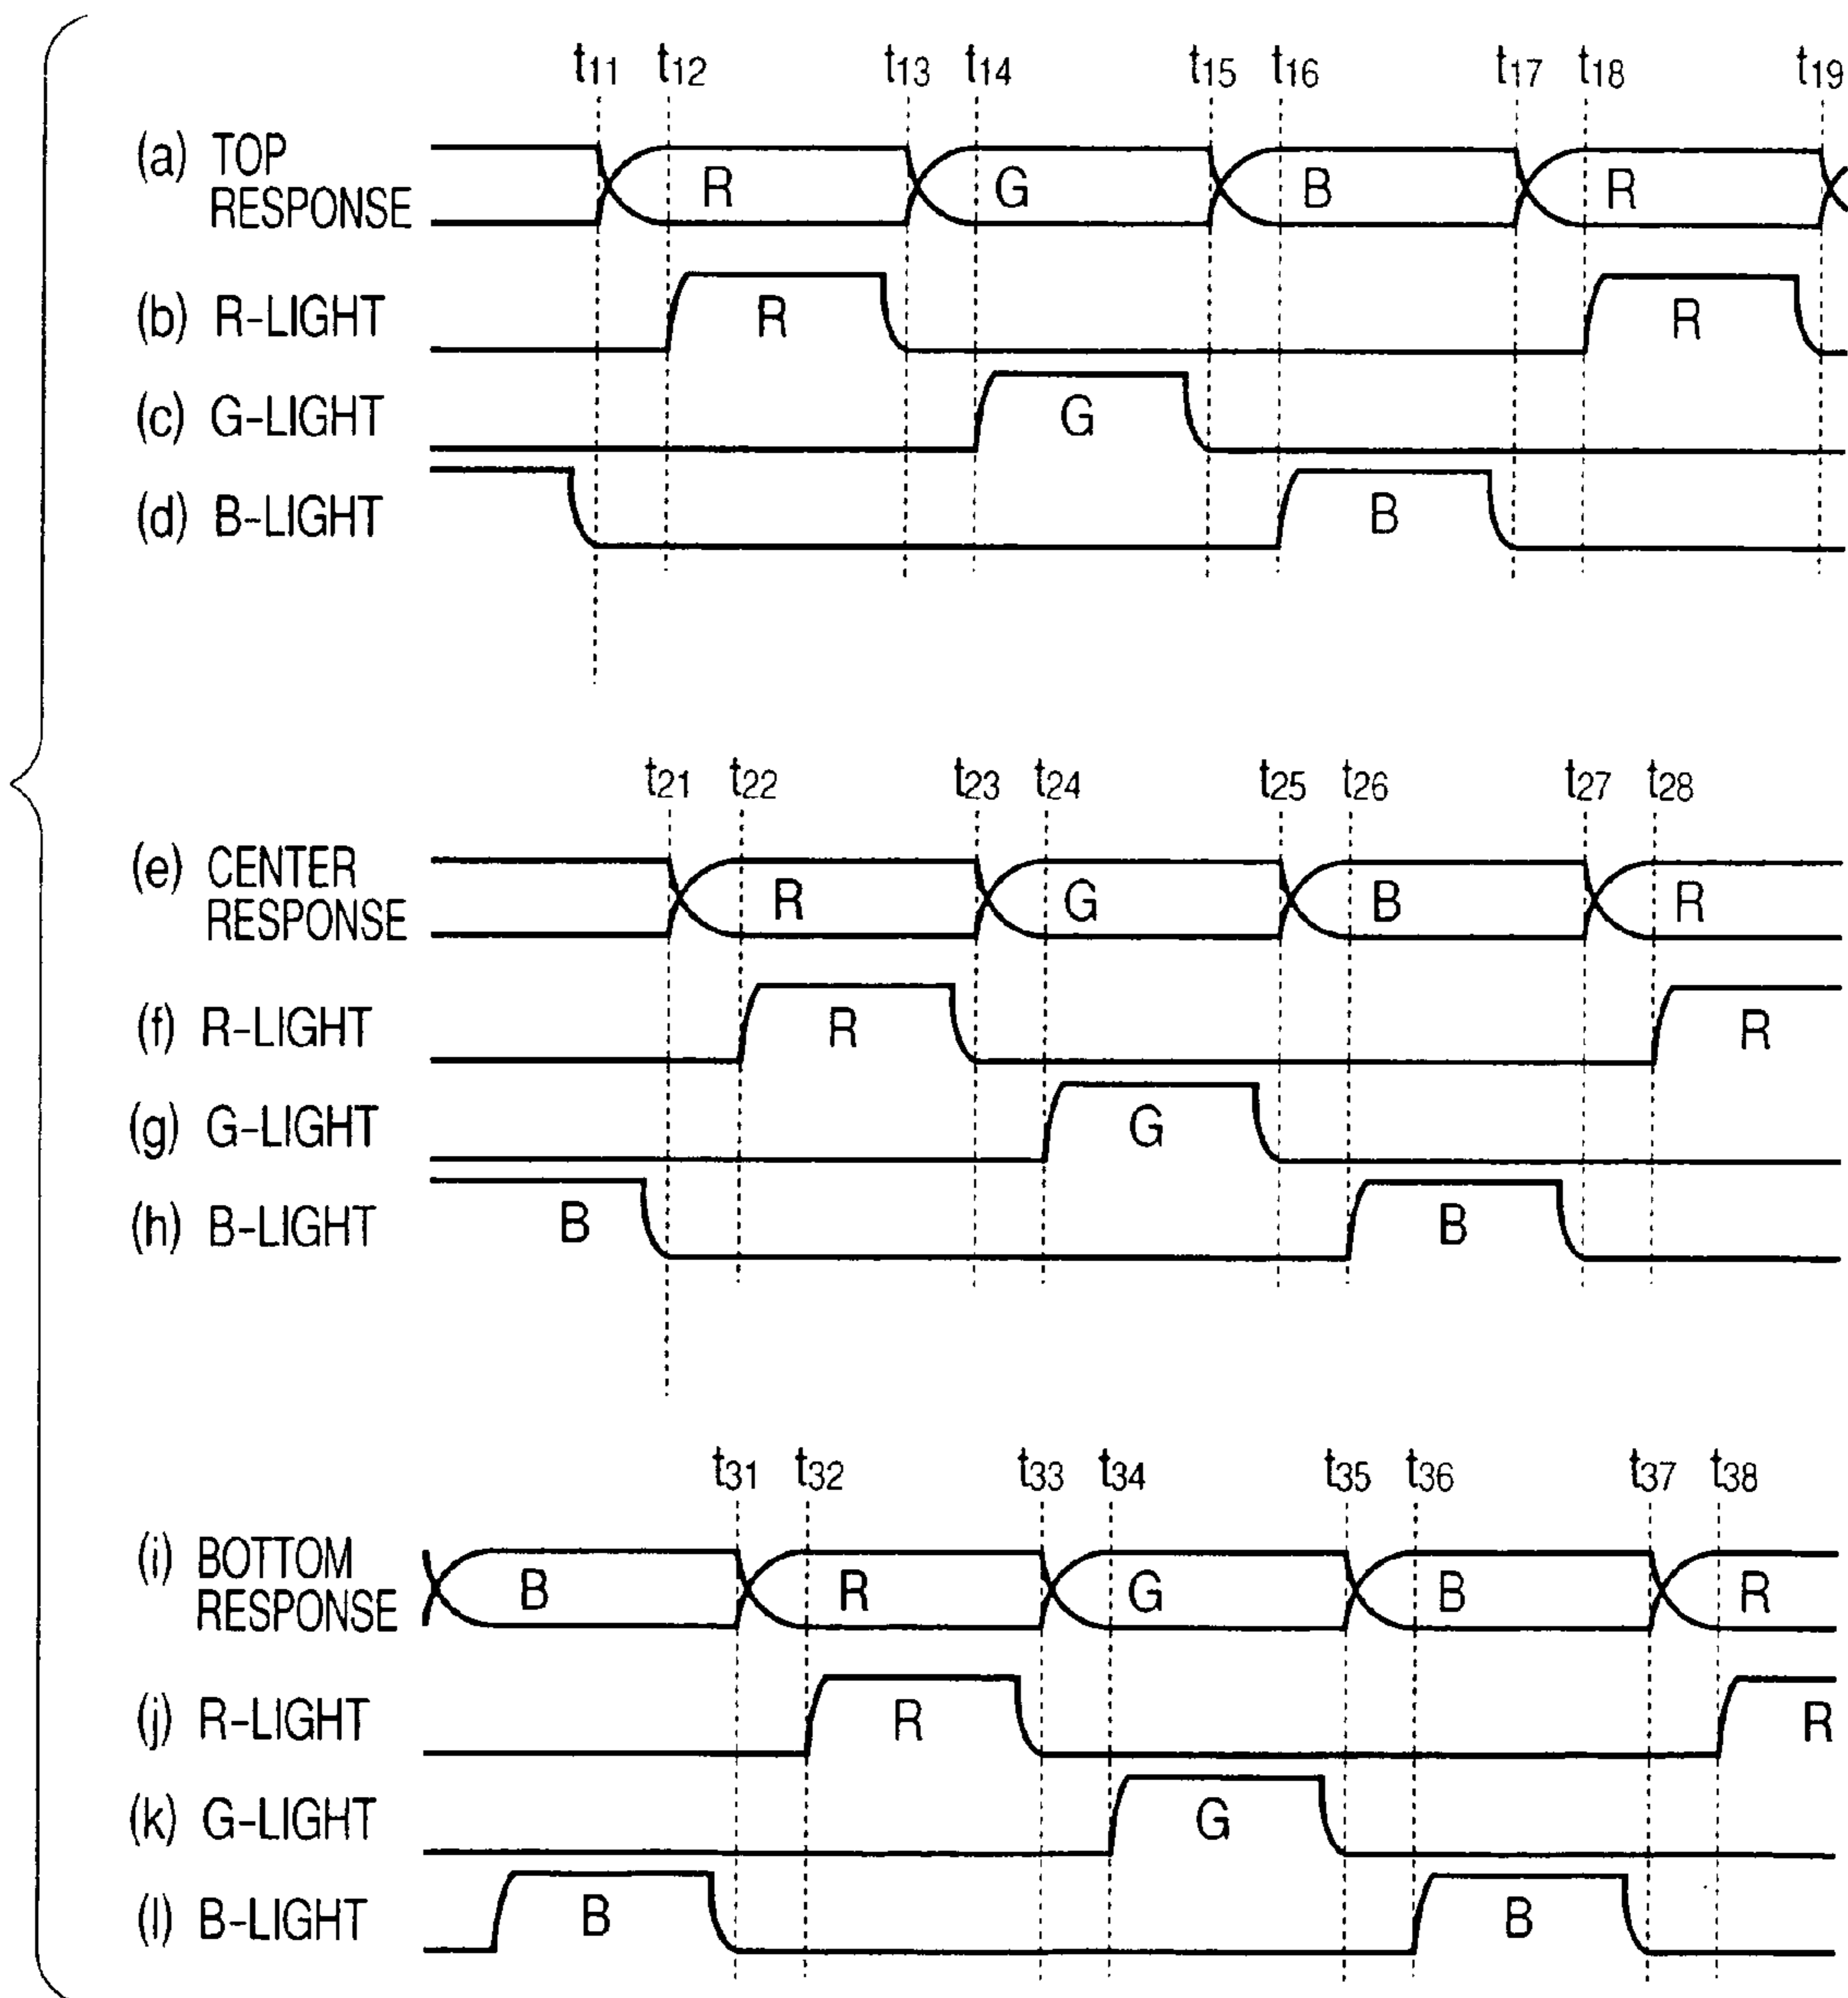 t11 t12 t13 t14 t15 t16 t17 t18 t19
(a) TOP
RESPONSE
R G B R
(b) R-LIGHT R R
(c) G-LIGHT G
(d) B-LIGHT B
t21 t22 t23 t24 t25 t26 t27 t28
(e) CENTER
RESPONSE
R G B R
(f) R-LIGHT R R
(g) G-LIGHT G
(h) B-LIGHT B B
t31 t32 t33 t34 t35 t36 t37 t38
(i) BOTTOM
RESPONSE
B R G B R
(j) R-LIGHT R R
(k) G-LIGHT G
(l) B-LIGHT B B